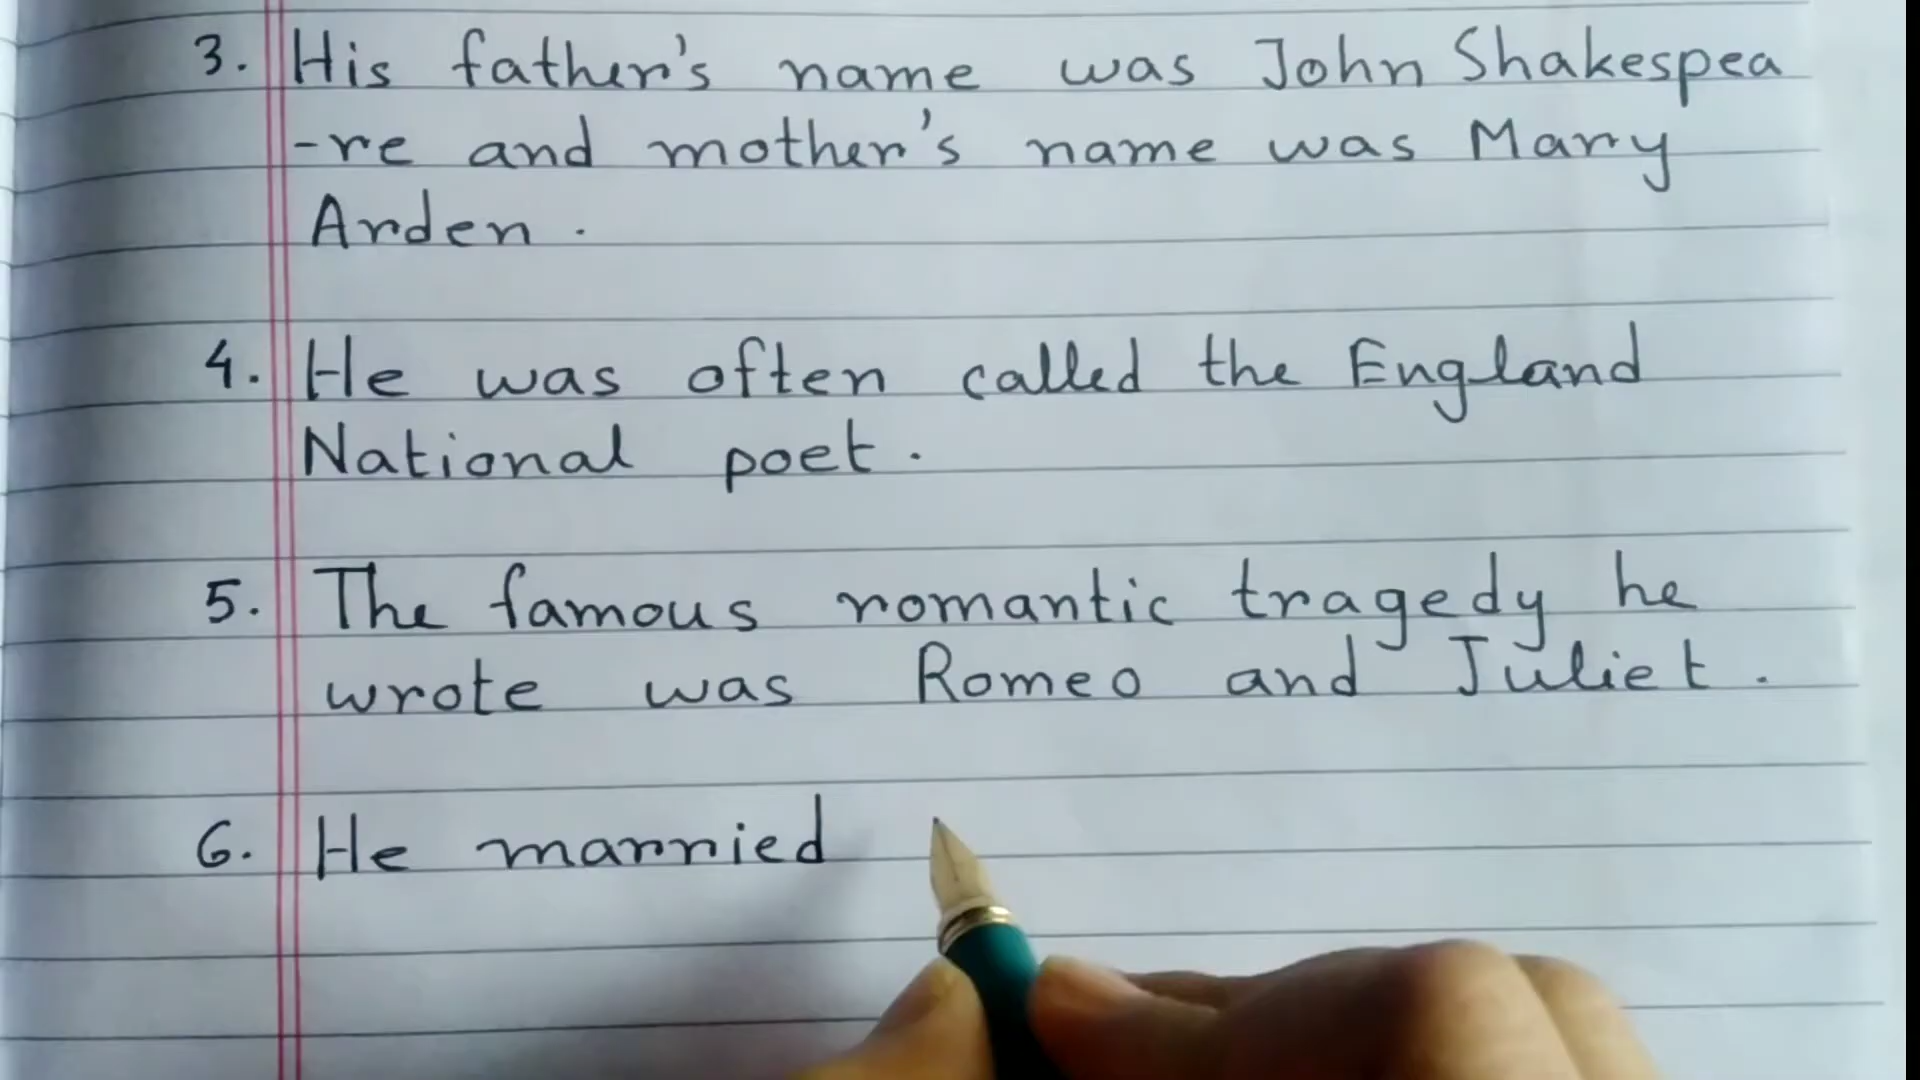 3. His father's name was John Shakespea
-re and mother's name was Mary
Arden.
4. He was often called the England
National poet.
5. The famous romantic tragedy he
wrote was Romeo and Juliet.
6. He married